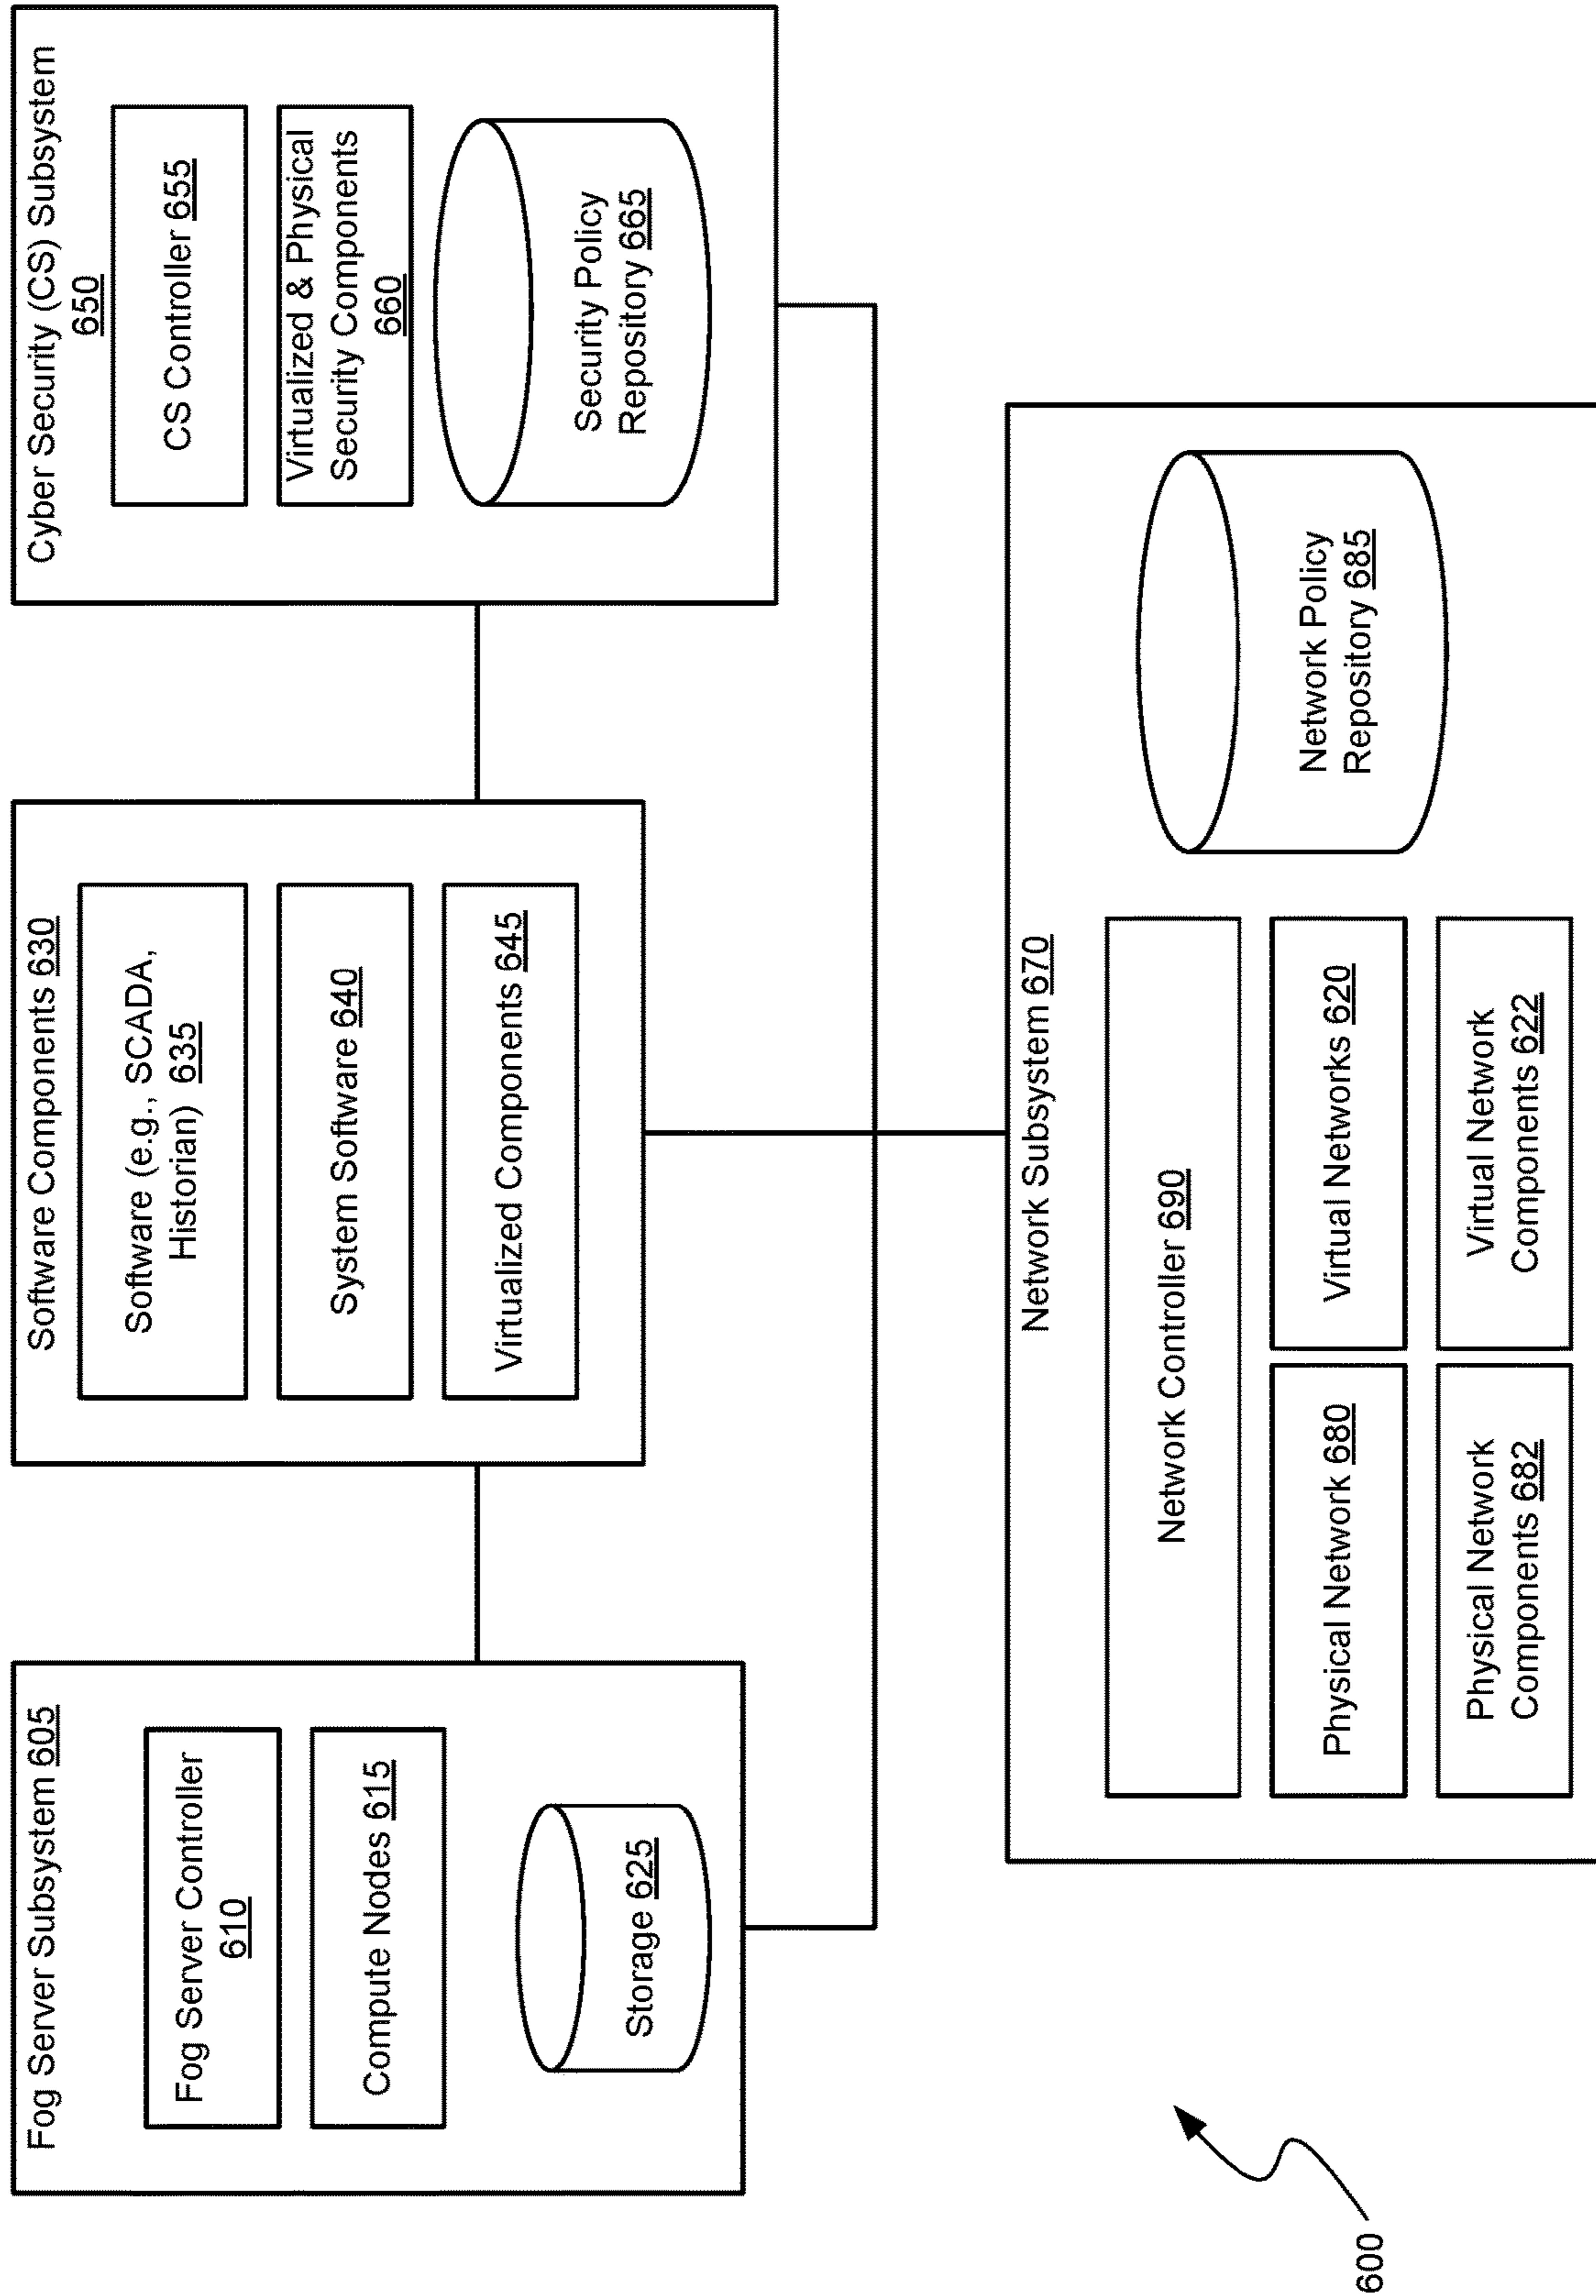 Fog Server Subsystem 605
Fog Server Controller
610
Compute Nodes 615
Storage 625
Software Components 630
Software (e.g., SCADA,
Historian) 635
System Software 640
Virtualized Components 645
Cyber Security (CS) Subsystem
650
CS Controller 655
Virtualized & Physical
Security Components
660
Security Policy
Repository 665
Network Subsystem 670
Network Controller 690
Physical Network 680
Virtual Networks 620
Physical Network
Components 682
Virtual Network
Components 622
Network Policy
Repository 685
600